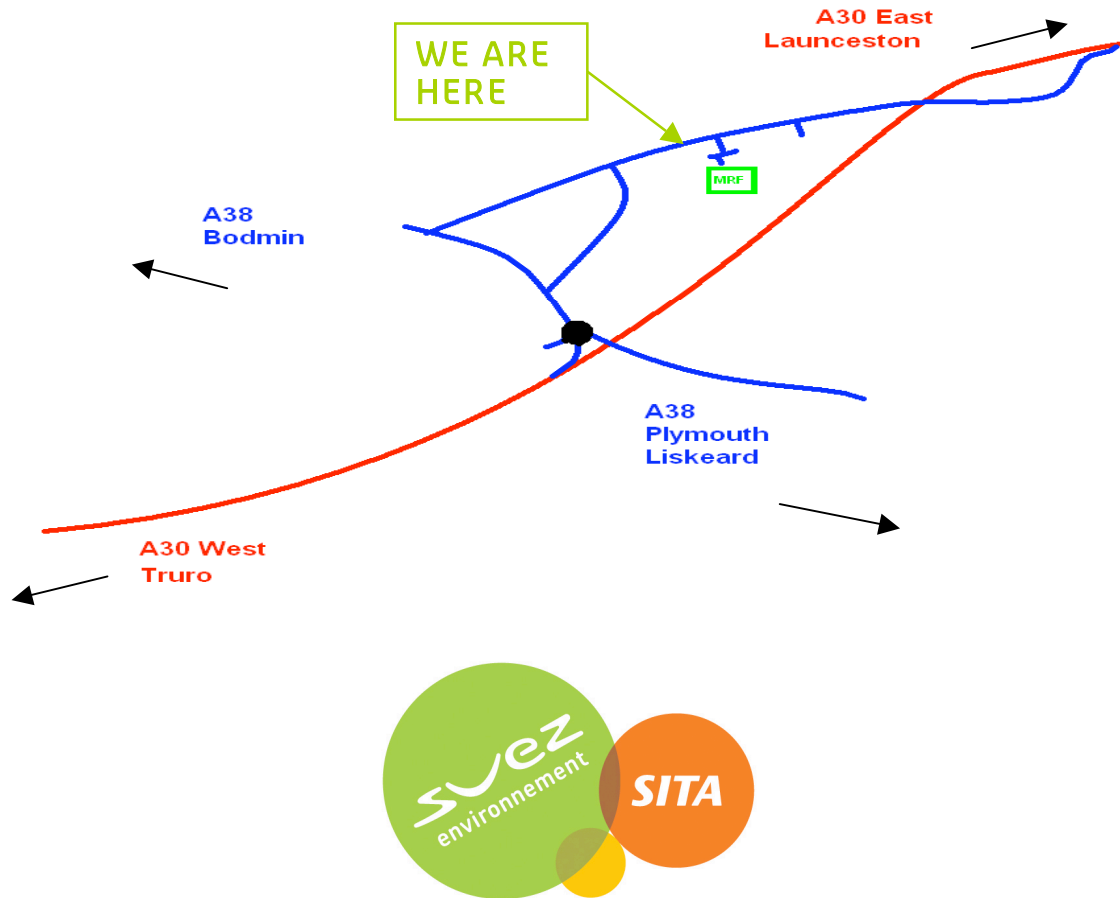 A30 East
Launceston
WE ARE
HERE
MRF
A38
Bodmin
A38
Plymouth
Liskeard
A30 West
Truro
suez
environnement
SITA